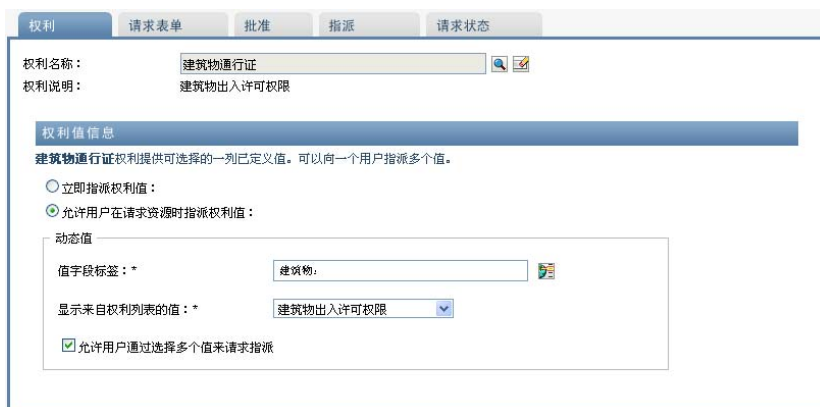 权利 请求表单 批准 指派 请求状态
权利名称： 建筑物通行证
权利说明： 建筑物出入许可权限
权利值信息
建筑物通行证权利提供可选择的一列已定义值。可以向一个用户指派多个值。
立即指派权利值：
允许用户在请求资源时指派权利值：
动态值
值字段标签：* 建筑物：
显示来自权利列表的值：* 建筑物出入许可权限
允许用户通过选择多个值来请求指派